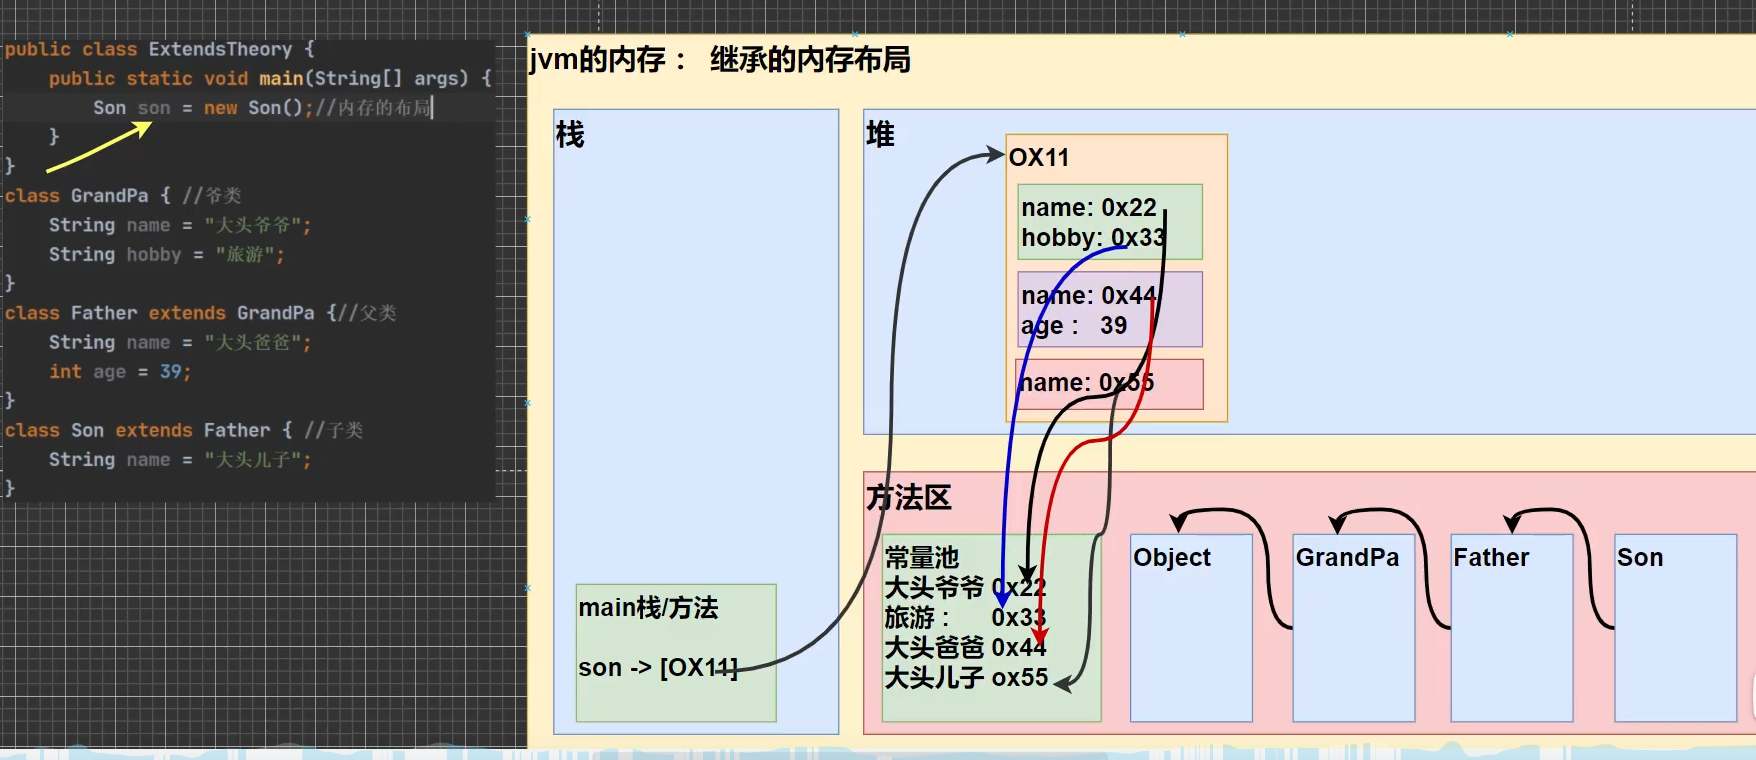 public class ExtendsTheory {
public static void main(String[] args) {
Son son = new Son();//内存的布局
}
}
class GrandPa { //爷类
String name = "大头爷爷";
String hobby = "旅游";
}
class Father extends GrandPa {//父类
String name = "大头爸爸";
int age = 39;
}
class Son extends Father { //子类
String name = "大头儿子";
}
jvm的内存： 继承的内存布局
栈
main栈/方法
son -> [OX11]
堆
OX11
name: 0x22
hobby: 0x33
name: 0x44
age： 39
name: 0x55
方法区
常量池
大头爷爷 0x22
旅游： 0x33
大头爸爸 0x44
大头儿子 ox55
Object
GrandPa
Father
Son